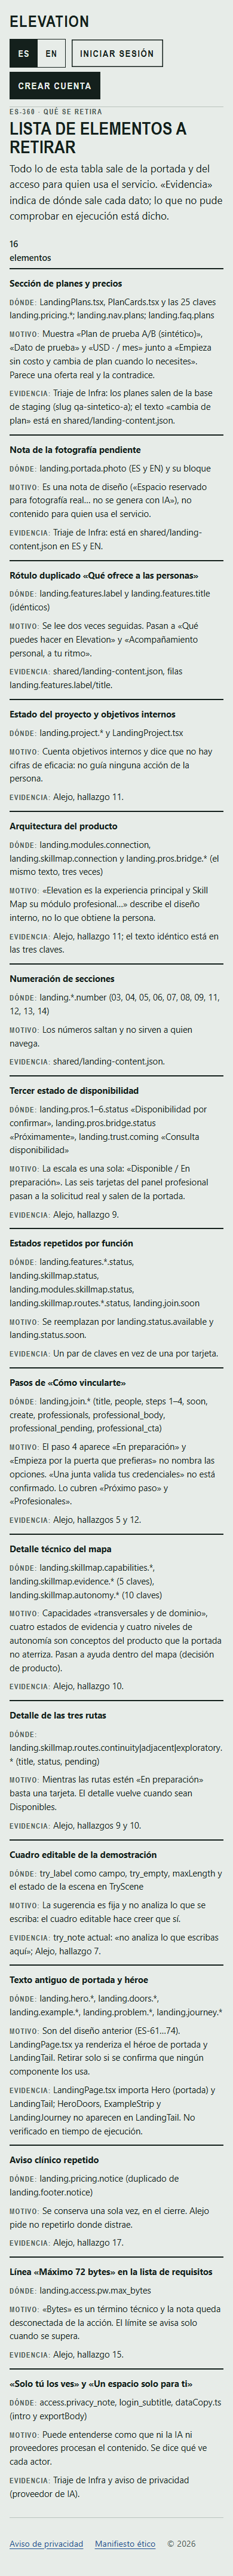 ELEVATION
ES EN INICIAR SESIÓN
CREAR CUENTA
ES-360 · QUÉ SE RETIRA
LISTA DE ELEMENTOS A
RETIRAR
Todo lo de esta tabla sale de la portada y del
acceso para quien usa el servicio. «Evidencia»
indica de dónde sale cada dato; lo que no pude
comprobar en ejecución está dicho.
16
elementos
Sección de planes y precios
DÓNDE: LandingPlans.tsx, PlanCards.tsx y las 25 claves
landing.pricing.*; landing.nav.plans; landing.faq.plans
MOTIVO: Muestra «Plan de prueba A/B (sintético)»,
«Dato de prueba» y «USD · / mes» junto a «Empieza
sin costo y cambia de plan cuando lo necesites».
Parece una oferta real y la contradice.
EVIDENCIA: Triaje de Infra: los planes salen de la base
de staging (slug qa-sintetico-a); el texto «cambia de
plan» está en shared/landing-content.json.
Nota de la fotografía pendiente
DÓNDE: landing.portada.photo (ES y EN) y su bloque
MOTIVO: Es una nota de diseño («Espacio reservado
para fotografía real... no se genera con IA»), no
contenido para quien usa el servicio.
EVIDENCIA: Triaje de Infra: está en shared/landing-
content.json en ES y EN.
Rótulo duplicado «Qué ofrece a las personas»
DÓNDE: landing.features.label y landing.features.title
(idénticos)
MOTIVO: Se lee dos veces seguidas. Pasan a «Qué
puedes hacer en Elevation» y «Acompañamiento
personal, a tu ritmo».
EVIDENCIA: shared/landing-content.json, filas
landing.features.label/title.
Estado del proyecto y objetivos internos
DÓNDE: landing.project.* y LandingProject.tsx
MOTIVO: Cuenta objetivos internos y dice que no hay
cifras de eficacia: no guía ninguna acción de la
persona.
EVIDENCIA: Alejo, hallazgo 11.
Arquitectura del producto
DÓNDE: landing.modules.connection,
landing.skillmap.connection y landing.pros.bridge.* (el
mismo texto, tres veces)
MOTIVO: «Elevation es la experiencia principal y Skill
Map su módulo profesional...» describe el diseño
interno, no lo que obtiene la persona.
EVIDENCIA: Alejo, hallazgo 11; el texto idéntico está en
las tres claves.
Numeración de secciones
DÓNDE: landing.*.number (03, 04, 05, 06, 07, 08, 09, 11,
12, 13, 14)
MOTIVO: Los números saltan y no sirven a quien
navega.
EVIDENCIA: shared/landing-content.json.
Tercer estado de disponibilidad
DÓNDE: landing.pros.1–6.status «Disponibilidad por
confirmar», landing.pros.bridge.status
«Próximamente», landing.trust.coming «Consulta
disponibilidad»
MOTIVO: La escala es una sola: «Disponible / En
preparación». Las seis tarjetas del panel profesional
pasan a la solicitud real y salen de la portada.
EVIDENCIA: Alejo, hallazgo 9.
Estados repetidos por función
DÓNDE: landing.features.*.status,
landing.skillmap.status,
landing.modules.skillmap.status,
landing.skillmap.routes.*.status, landing.join.soon
MOTIVO: Se reemplazan por landing.status.available y
landing.status.soon.
EVIDENCIA: Un par de claves en vez de una por tarjeta.
Pasos de «Cómo vincularte»
DÓNDE: landing.join.* (title, people, steps 1–4, soon,
create, professionals, professional_body,
professional_pending, professional_cta)
MOTIVO: El paso 4 aparece «En preparación» y
«Empieza por la puerta que prefieras» no nombra las
opciones. «Una junta valida tus credenciales» no está
confirmado. Lo cubren «Próximo paso» y
«Profesionales».
EVIDENCIA: Alejo, hallazgos 5 y 12.
Detalle técnico del mapa
DÓNDE: landing.skillmap.capabilities.*,
landing.skillmap.evidence.* (5 claves),
landing.skillmap.autonomy.* (10 claves)
MOTIVO: Capacidades «transversales y de dominio»,
cuatro estados de evidencia y cuatro niveles de
autonomía son conceptos del producto que la portada
no aterriza. Pasan a ayuda dentro del mapa (decisión
de producto).
EVIDENCIA: Alejo, hallazgo 10.
Detalle de las tres rutas
DÓNDE:
landing.skillmap.routes.continuity|adjacent|exploratory.
* (title, status, pending)
MOTIVO: Mientras las rutas estén «En preparación»
basta una tarjeta. El detalle vuelve cuando sean
Disponibles.
EVIDENCIA: Alejo, hallazgos 9 y 10.
Cuadro editable de la demostración
DÓNDE: try_label como campo, try_empty, maxLength y
el estado de la escena en TryScene
MOTIVO: La sugerencia es fija y no analiza lo que se
escriba: el cuadro editable hace creer que sí.
EVIDENCIA: try_note actual: «no analiza lo que escribas
aquí»; Alejo, hallazgo 7.
Texto antiguo de portada y héroe
DÓNDE: landing.hero.*, landing.doors.*,
landing.example.*, landing.problem.*, landing.journey.*
MOTIVO: Son del diseño anterior (ES-61...74).
LandingPage.tsx ya renderiza el héroe de portada y
LandingTail. Retirar solo si se confirma que ningún
componente los usa.
EVIDENCIA: LandingPage.tsx importa Hero (portada) y
LandingTail; HeroDoors, ExampleStrip y
LandingJourney no aparecen en LandingTail. No
verificado en tiempo de ejecución.
Aviso clínico repetido
DÓNDE: landing.pricing.notice (duplicado de
landing.footer.notice)
MOTIVO: Se conserva una sola vez, en el cierre. Alejo
pide no repetirlo donde distrae.
EVIDENCIA: Alejo, hallazgo 17.
Línea «Máximo 72 bytes» en la lista de requisitos
DÓNDE: landing.access.pw.max_bytes
MOTIVO: «Bytes» es un término técnico y la nota queda
desconectada de la acción. El límite se avisa solo
cuando se supera.
EVIDENCIA: Alejo, hallazgo 15.
«Solo tú los ves» y «Un espacio solo para ti»
DÓNDE: access.privacy_note, login_subtitle, dataCopy.ts
(intro y exportBody)
MOTIVO: Puede entenderse como que ni la IA ni
proveedores procesan el contenido. Se dice qué ve
cada actor.
EVIDENCIA: Triaje de Infra y aviso de privacidad
(proveedor de IA).
Aviso de privacidad Manifiesto ético © 2026